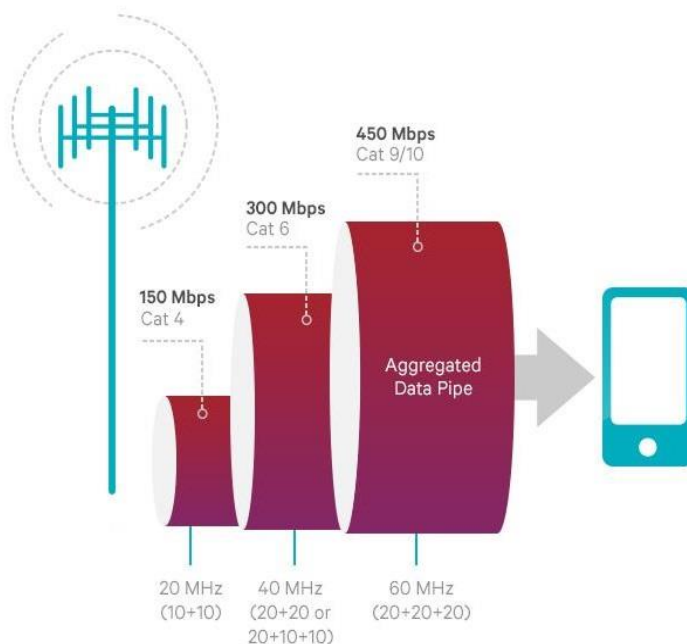 450 Mbps
Cat 9/10
300 Mbps
Cat 6
150 Mbps
Cat 4
Aggregated
Data Pipe
20 MHz
(10+10)
40 MHz
(20+20 or
20+10+10)
60 MHz
(20+20+20)